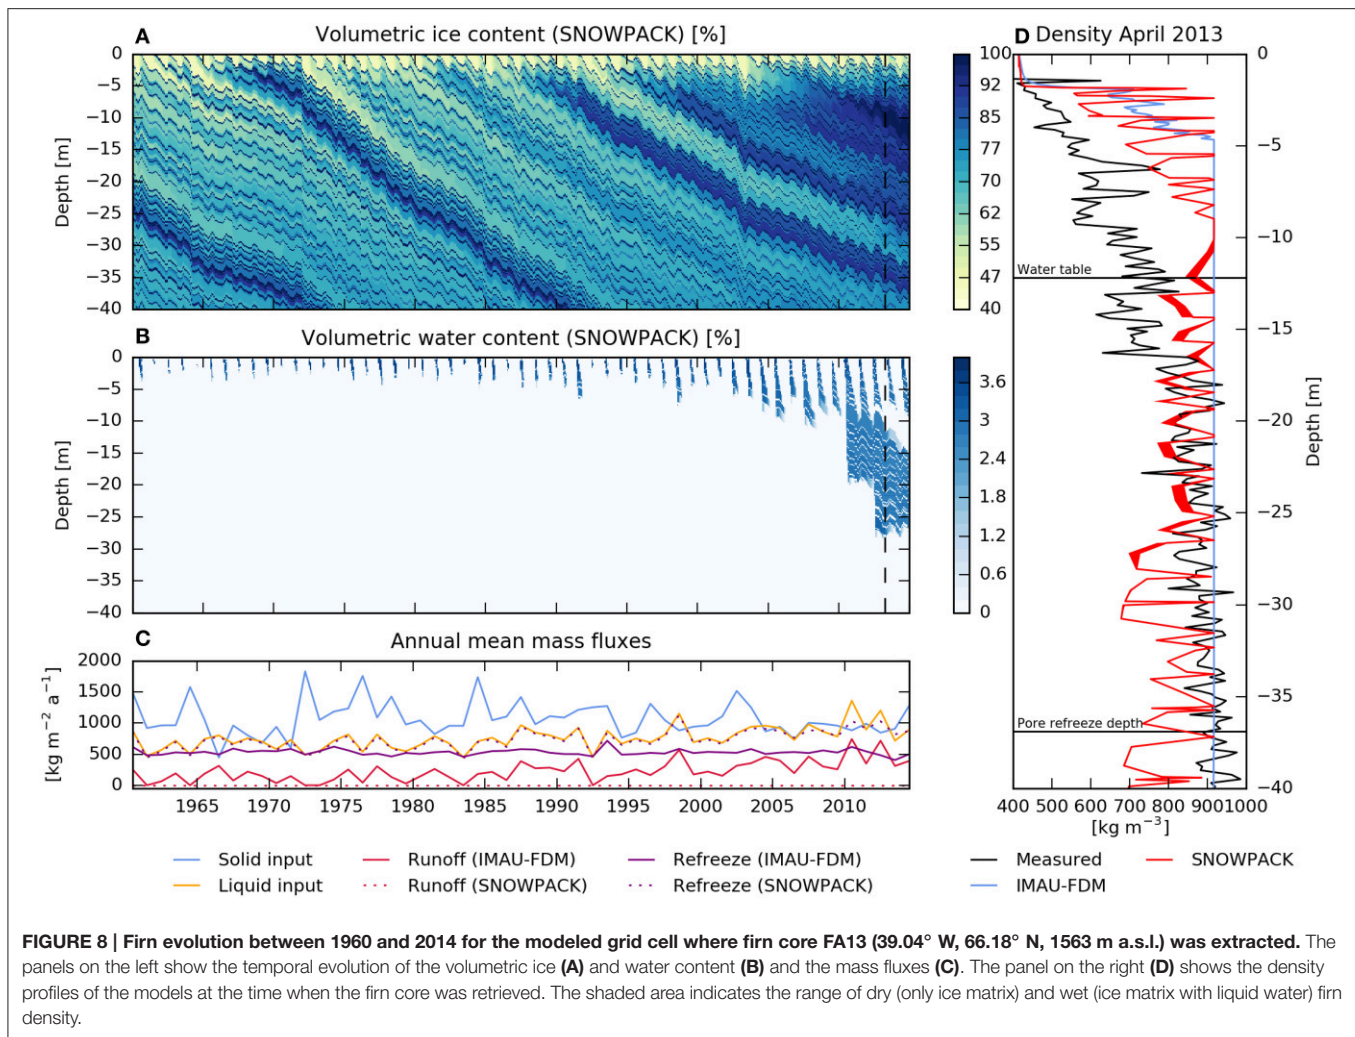 A Volumetric ice content (SNOWPACK) [%]
0
−5
−10
−15
−20
−25
−30
−35
−40
Depth [m]
100
92
85
77
70
62
55
47
40
B Volumetric water content (SNOWPACK) [%]
0
−5
−10
−15
−20
−25
−30
−35
−40
Depth [m]
3.6
3
2.4
1.8
1.2
0.6
0
C Annual mean mass fluxes
2000
1500
1000
500
0
[kg m⁻² a⁻¹]
1965 1970 1975 1980 1985 1990 1995 2000 2005 2010
D Density April 2013
0
−5
−10
−15
−20
−25
−30
−35
−40
Depth [m]
Water table
Pore refreeze depth
400 500 600 700 800 900 1000
[kg m⁻³]
Solid input Runoff (IMAU-FDM) Refreeze (IMAU-FDM) Measured SNOWPACK
Liquid input Runoff (SNOWPACK) Refreeze (SNOWPACK) IMAU-FDM
FIGURE 8 | Firn evolution between 1960 and 2014 for the modeled grid cell where firn core FA13 (39.04° W, 66.18° N, 1563 m a.s.l.) was extracted. The
panels on the left show the temporal evolution of the volumetric ice (A) and water content (B) and the mass fluxes (C). The panel on the right (D) shows the density
profiles of the models at the time when the firn core was retrieved. The shaded area indicates the range of dry (only ice matrix) and wet (ice matrix with liquid water) firn
density.